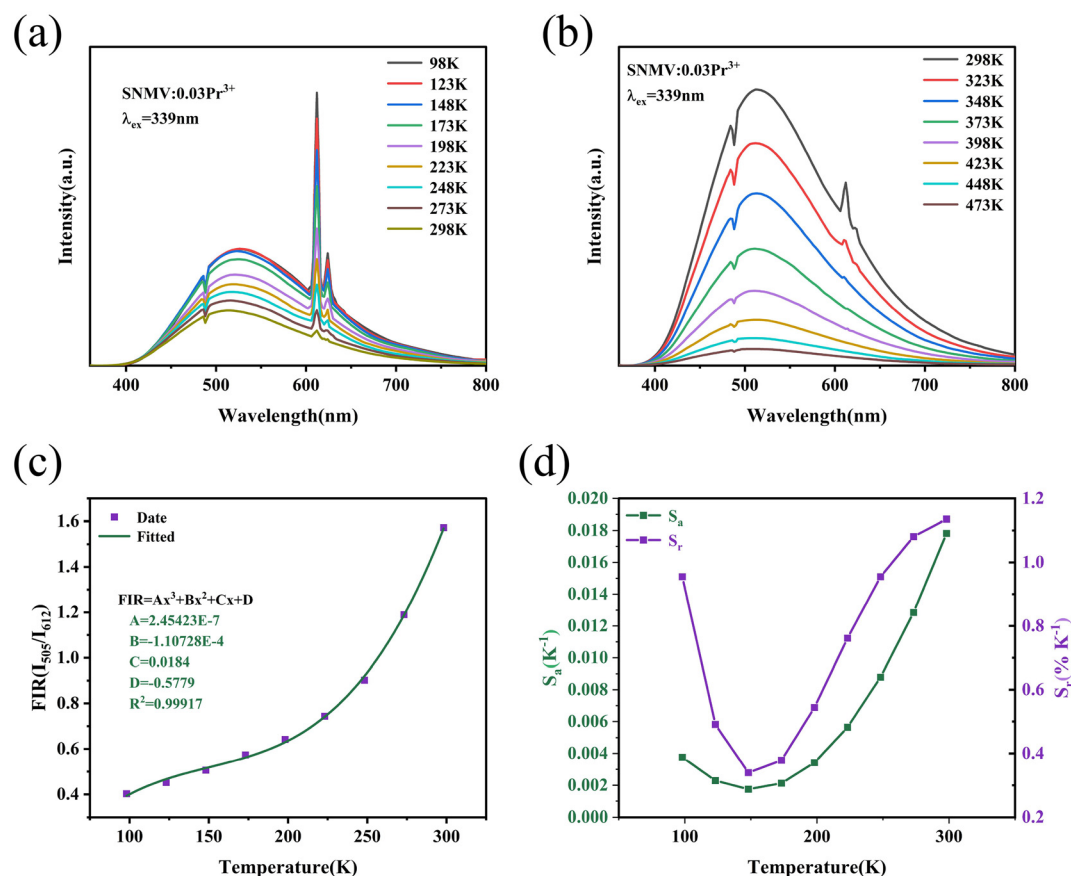 (a)
SNMV:0.03Pr³⁺
λex=339nm
98K
123K
148K
173K
198K
223K
248K
273K
298K
Intensity(a.u.)
400
500
600
700
800
Wavelength(nm)
(b)
SNMV:0.03Pr³⁺
λex=339nm
298K
323K
348K
373K
398K
423K
448K
473K
Intensity(a.u.)
400
500
600
700
800
Wavelength(nm)
(c)
Date
Fitted
FIR=Ax³+Bx²+Cx+D
A=2.45423E-7
B=-1.10728E-4
C=0.0184
D=-0.5779
R²=0.99917
FIR(I₅₀₅/I₆₁₂)
1.6
1.4
1.2
1.0
0.8
0.6
0.4
100
150
200
250
300
Temperature(K)
(d)
Sₐ
Sᵣ
Sₐ(K⁻¹)
0.020
0.018
0.016
0.014
0.012
0.010
0.008
0.006
0.004
0.002
0.000
Sᵣ(% K⁻¹)
1.2
1.0
0.8
0.6
0.4
0.2
100
200
300
Temperature(K)